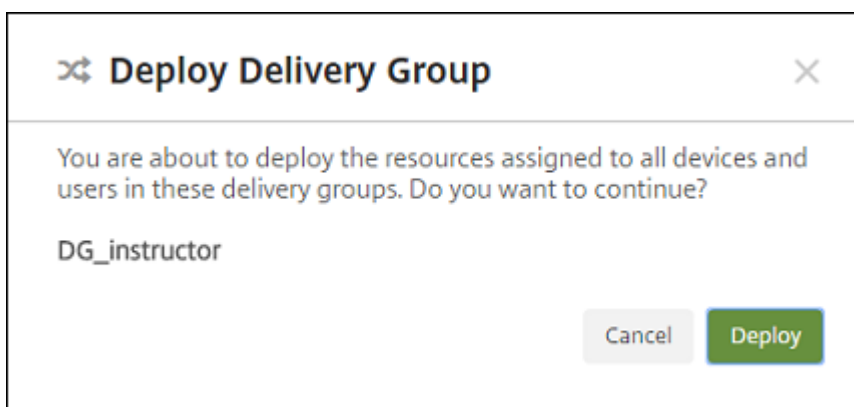 Deploy Delivery Group
You are about to deploy the resources assigned to all devices and
users in these delivery groups. Do you want to continue?
DG_instructor
Cancel
Deploy